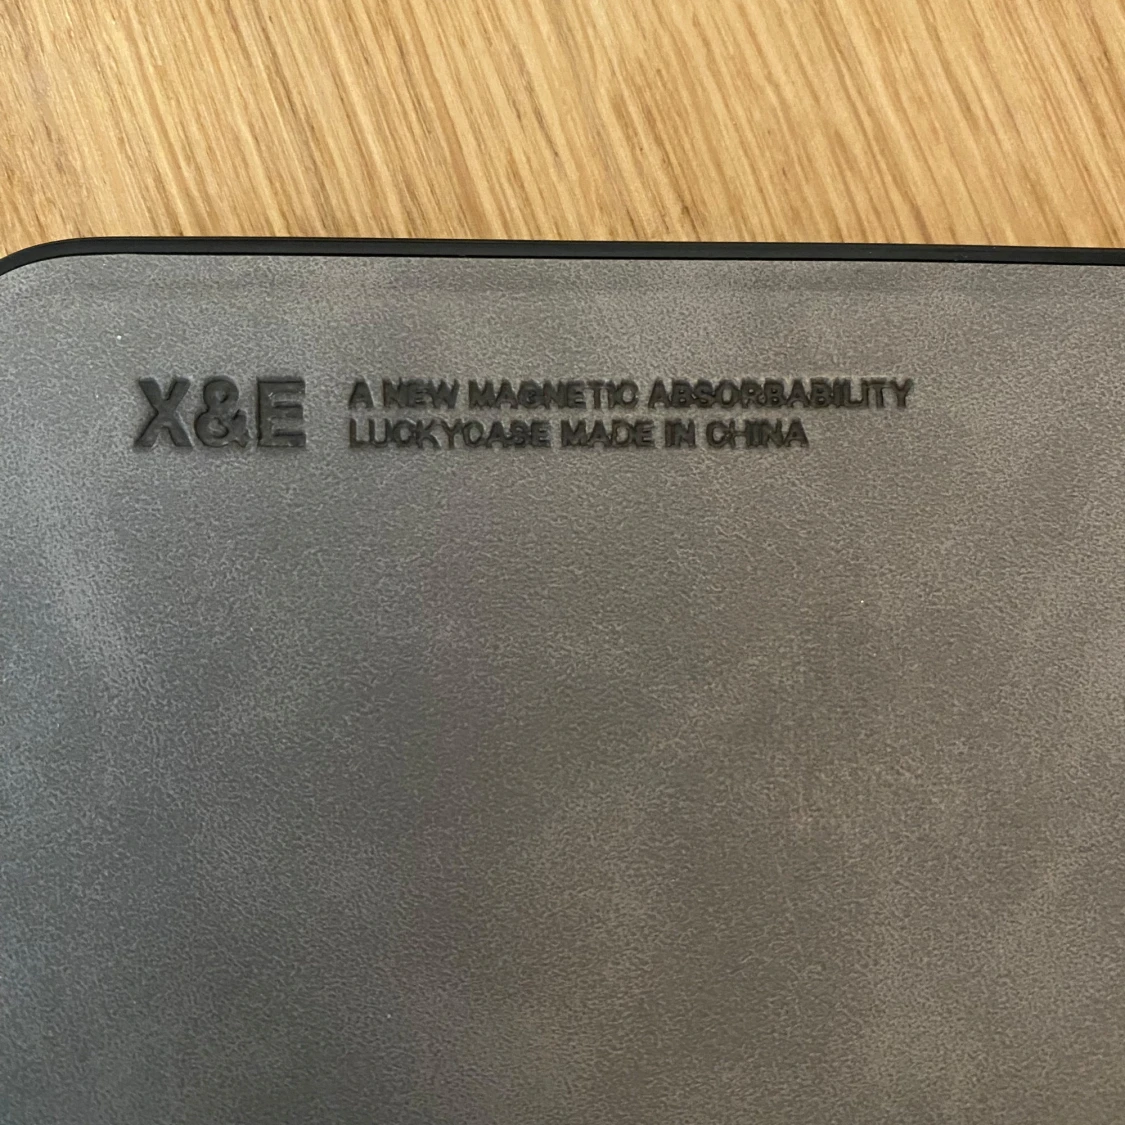 X&E
A NEW MAGNETIC ABSORBABILITY
LUCKYCASE MADE IN CHINA